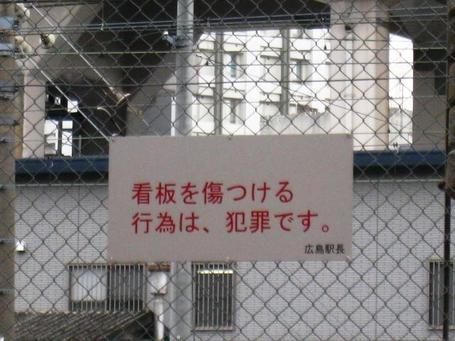 看板を傷つける
行為は、犯罪です。
広島駅長